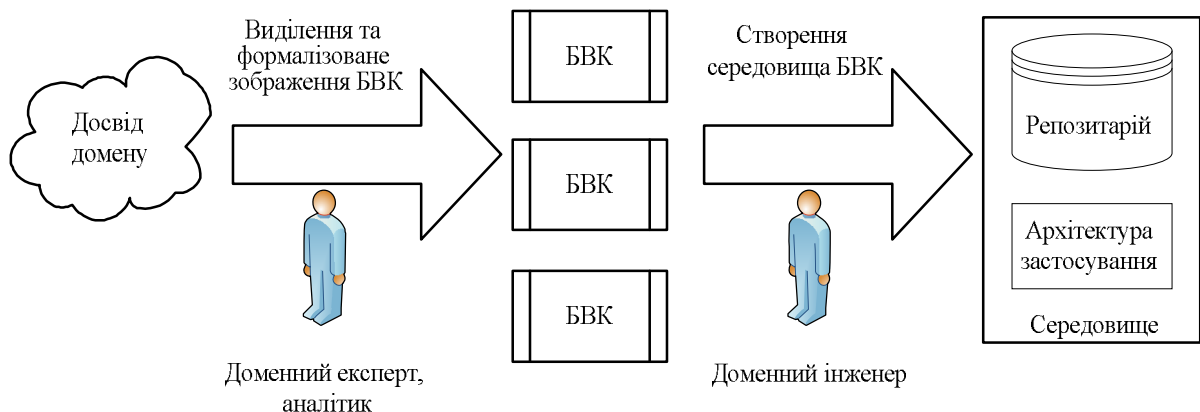 Досвід
домену
Виділення та
формалізоване
зображення БВК
Доменний експерт,
аналітик
БВК
БВК
БВК
Створення
середовища БВК
Доменний інженер
Репозитарій
Архітектура
застосування
Середовище